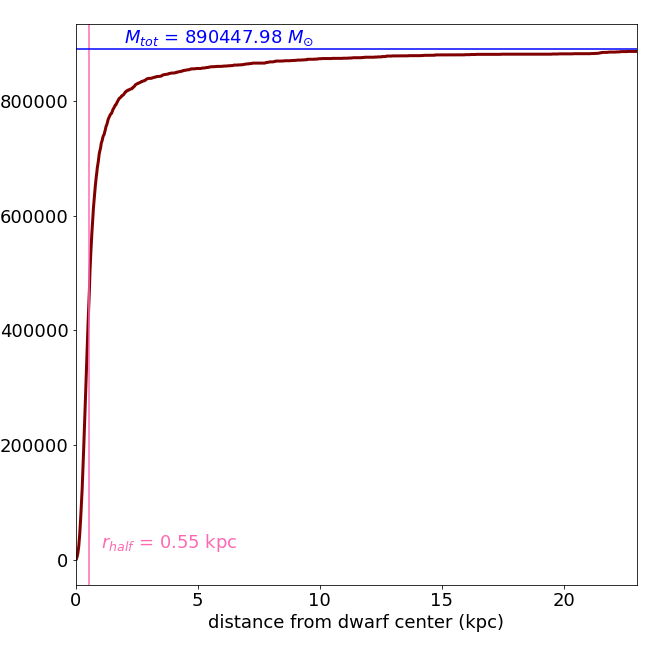 M_tot = 890447.98 M_⊙
800000
600000
400000
200000
0
r_half = 0.55 kpc
0 5 10 15 20
distance from dwarf center (kpc)